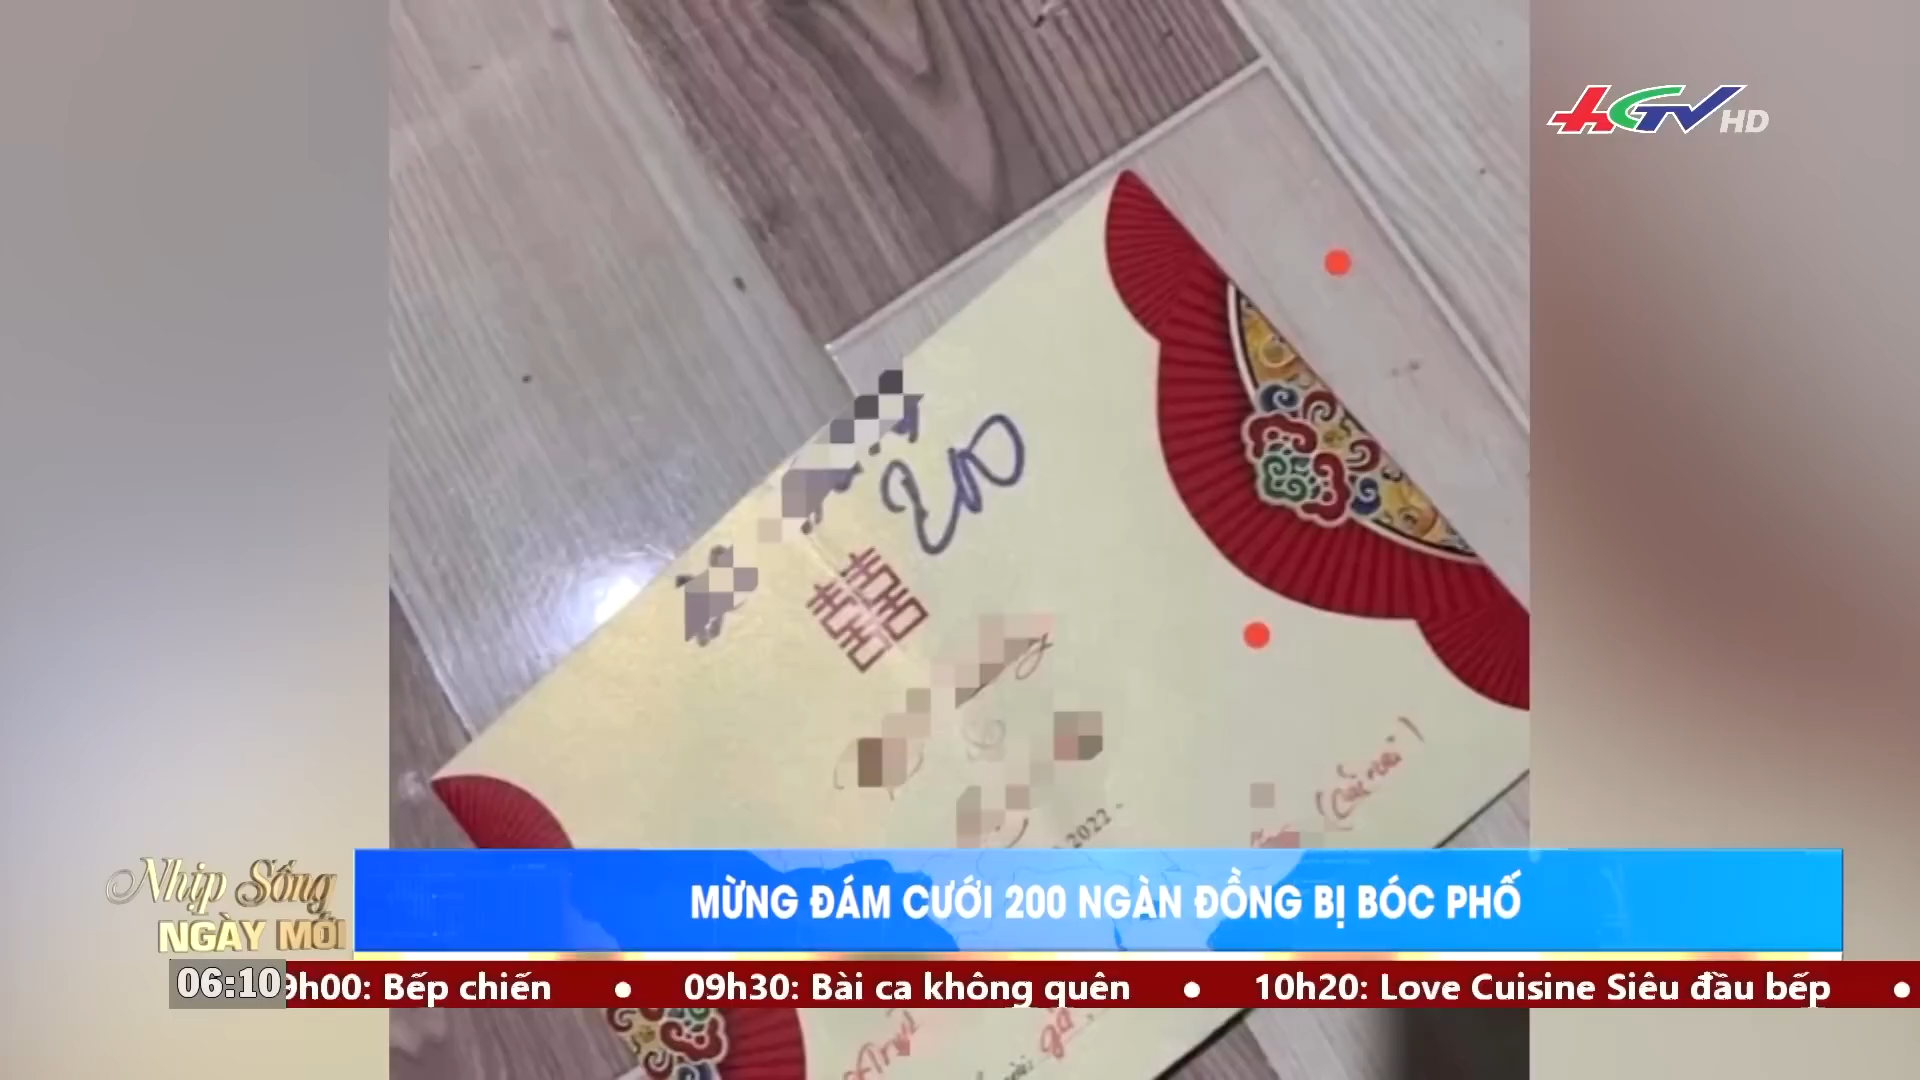 HGTV HD
200
囍
2022 -
Nhịp Sống
NGÀY MỚI
MỪNG ĐÁM CƯỚI 200 NGÀN ĐỒNG BỊ BÓC PHỐ
06:10
9h00: Bếp chiến • 09h30: Bài ca không quên • 10h20: Love Cuisine Siêu đầu bếp •